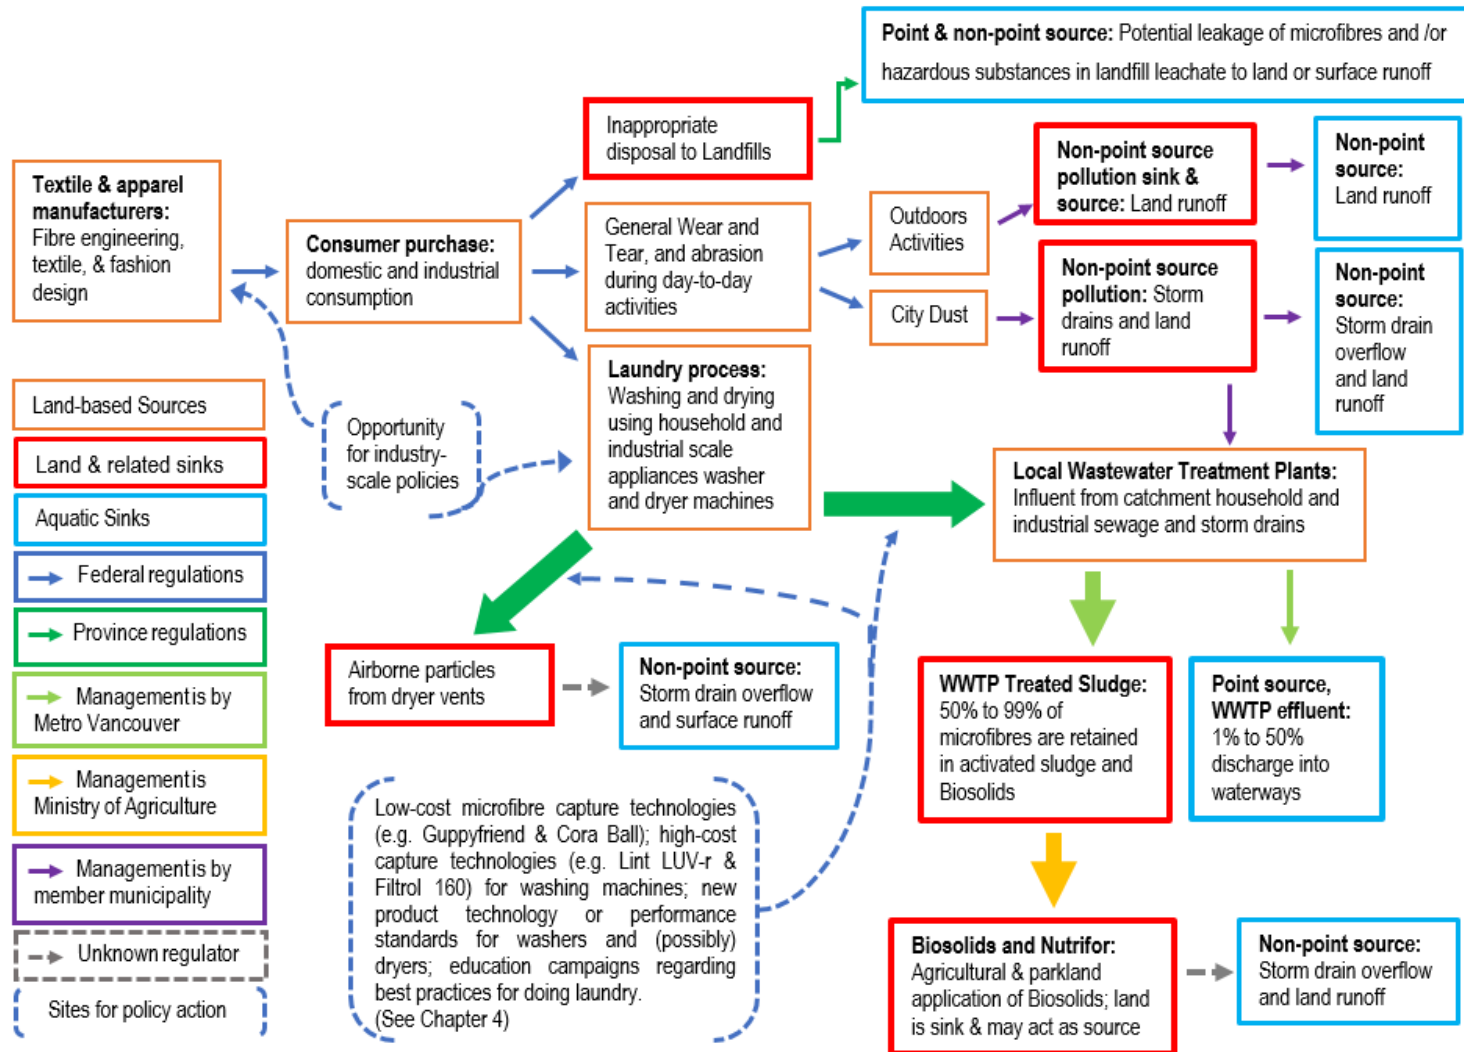 Point & non-point source: Potential leakage of microfibres and /or
hazardous substances in landfill leachate to land or surface runoff
Inappropriate
disposal to Landfills
Textile & apparel
manufacturers:
Fibre engineering,
textile, & fashion
design
Consumer purchase:
domestic and industrial
consumption
General Wear and
Tear, and abrasion
during day-to-day
activities
Outdoors
Activities
City Dust
Non-point source
pollution sink &
source: Land runoff
Non-point
source:
Land runoff
Non-point source
pollution: Storm
drains and land
runoff
Non-point
source:
Storm drain
overflow
and land
runoff
Laundry process:
Washing and drying
using household and
industrial scale
appliances washer
and dryer machines
Opportunity
for industry-
scale policies
Local Wastewater Treatment Plants:
Influent from catchment household and
industrial sewage and storm drains
Land-based Sources
Land & related sinks
Aquatic Sinks
Federal regulations
Province regulations
Management is by
Metro Vancouver
Management is
Ministry of Agriculture
Management is by
member municipality
Unknown regulator
Sites for policy action
Airborne particles
from dryer vents
Non-point source:
Storm drain overflow
and surface runoff
WWTP Treated Sludge:
50% to 99% of
microfibres are retained
in activated sludge and
Biosolids
Point source,
WWTP effluent:
1% to 50%
discharge into
waterways
Low-cost microfibre capture technologies
(e.g. Guppyfriend & Cora Ball); high-cost
capture technologies (e.g. Lint LUV-r &
Filtrol 160) for washing machines; new
product technology or performance
standards for washers and (possibly)
dryers; education campaigns regarding
best practices for doing laundry.
(See Chapter 4)
Biosolids and Nutrifor:
Agricultural & parkland
application of Biosolids; land
is sink & may act as source
Non-point source:
Storm drain overflow
and land runoff